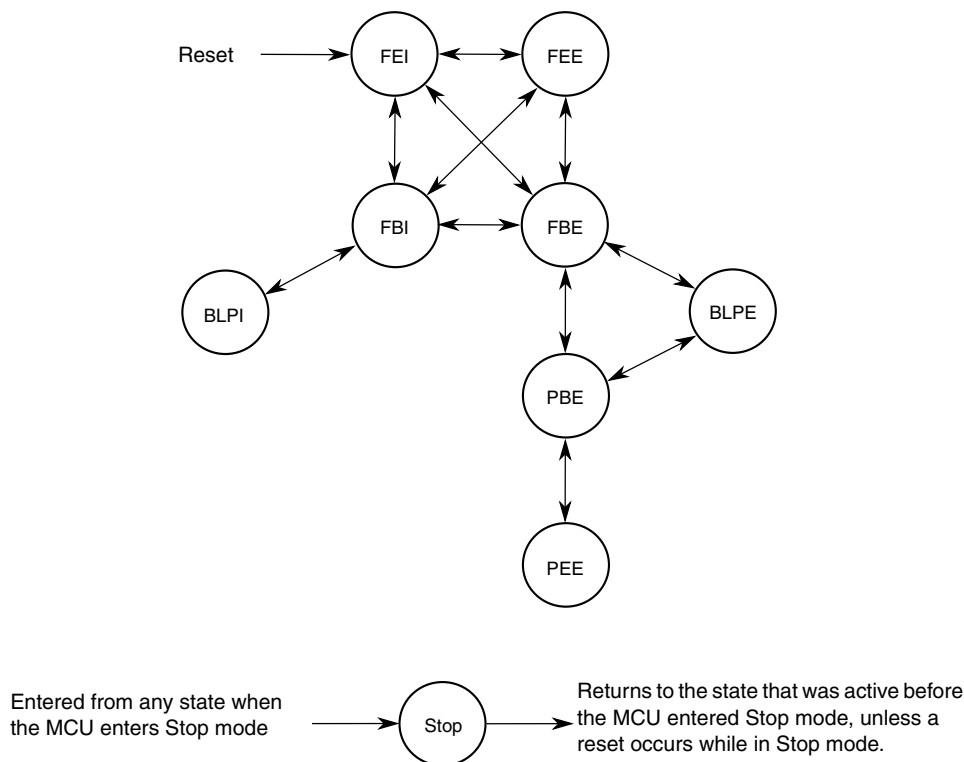 Reset
FEI
FEE
FBI
FBE
BLPI
BLPE
PBE
PEE
Entered from any state when
the MCU enters Stop mode
Stop
Returns to the state that was active before
the MCU entered Stop mode, unless a
reset occurs while in Stop mode.